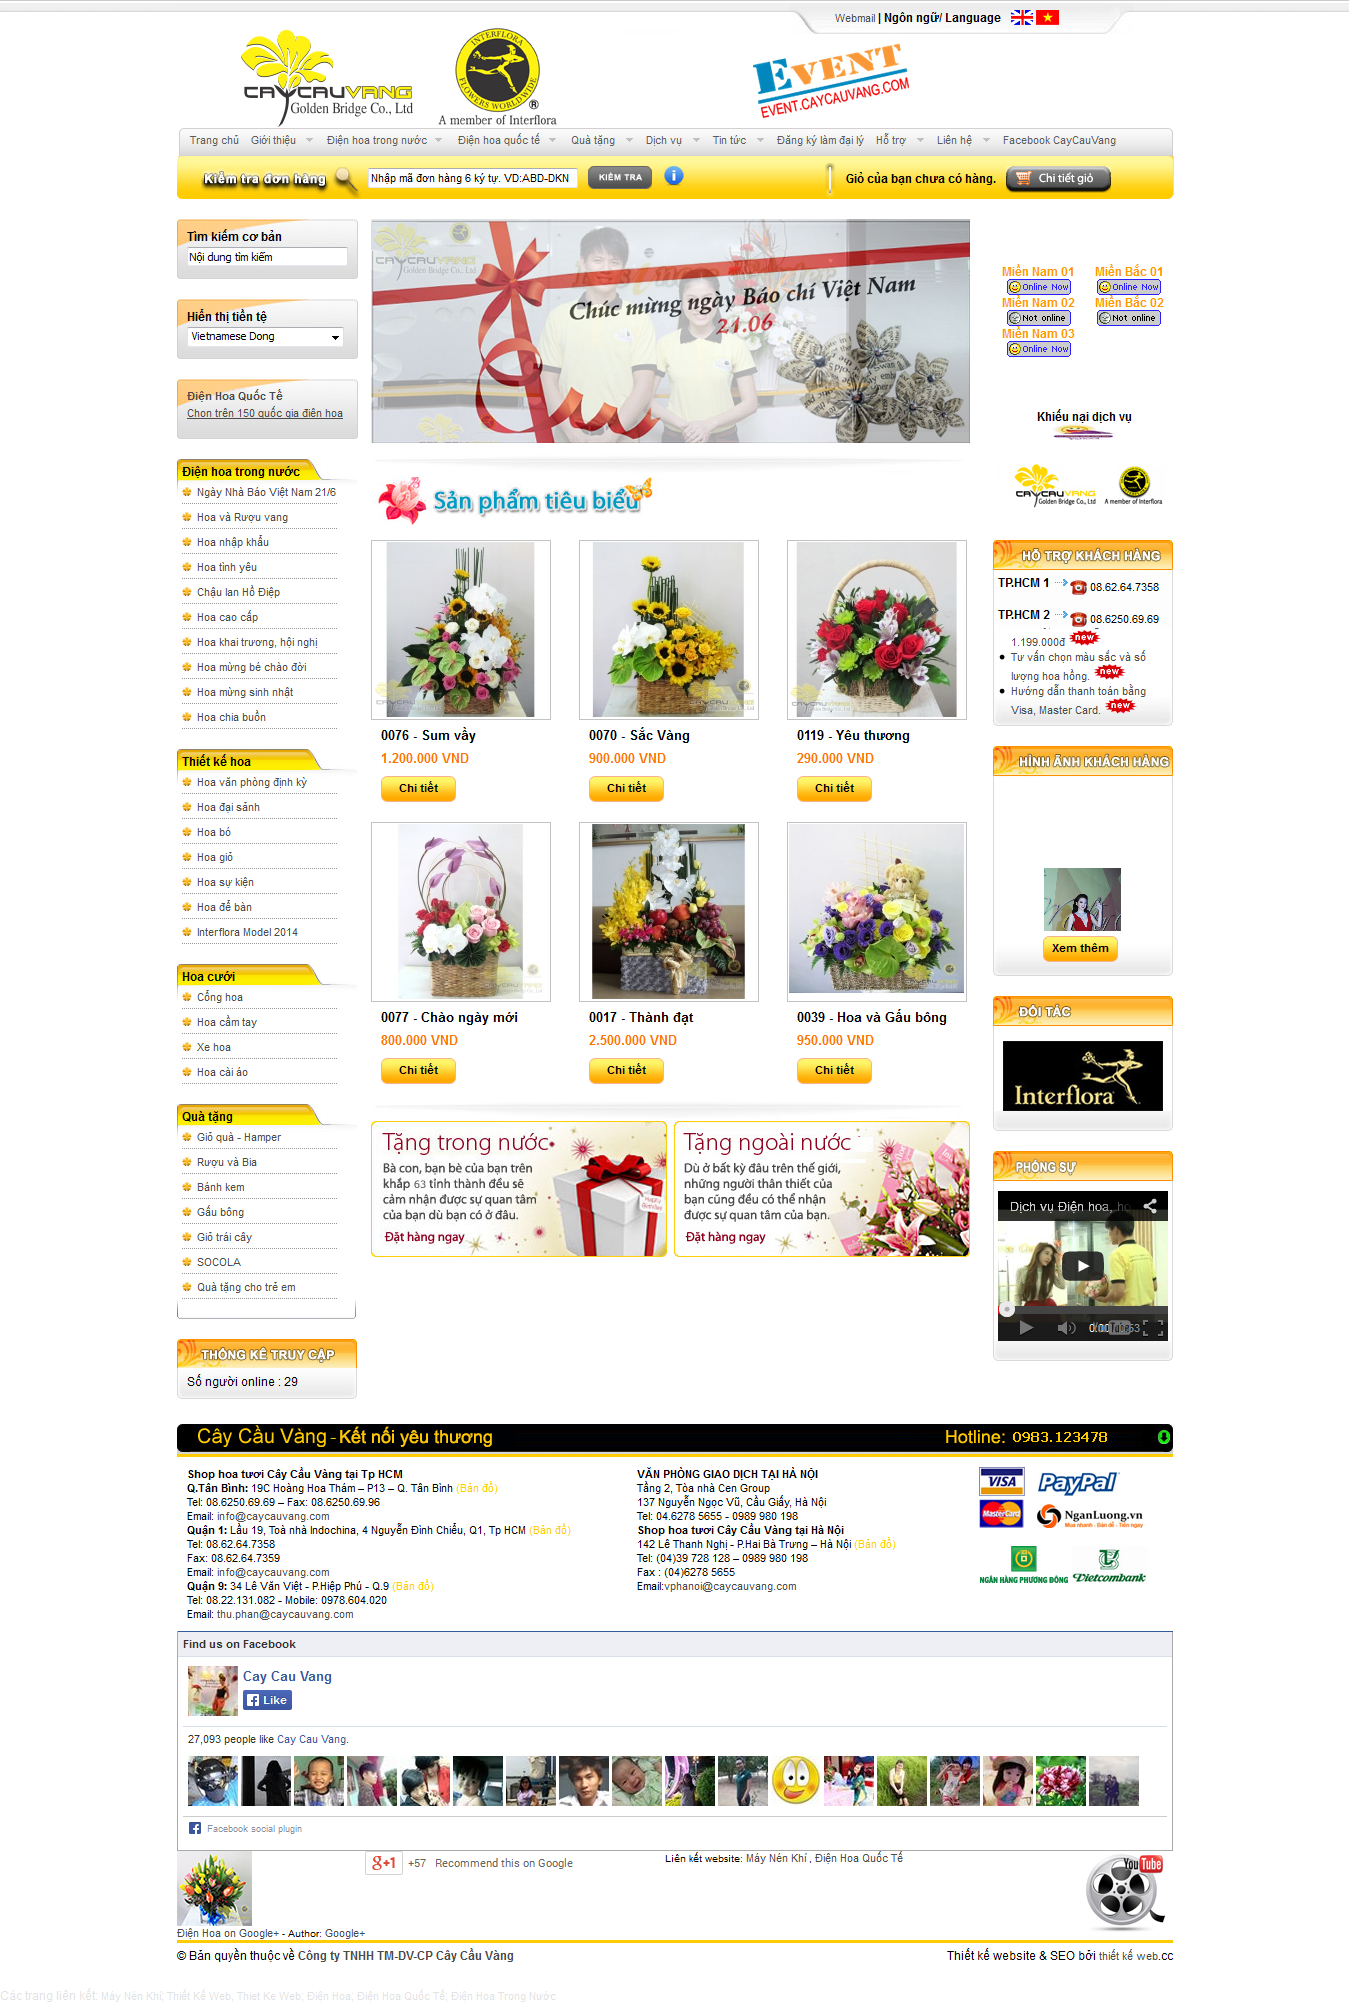 Webmail | Ngôn ngữ/ Language
CAYCAUVANG
Golden Bridge Co., Ltd
INTERFLORA
FLOWERS WORLDWIDE
®
A member of Interflora
EVENT
EVENT.CAYCAUVANG.COM
Trang chủ Giới thiệu Điện hoa trong nước Điện hoa quốc tế Quà tặng Dịch vụ Tin tức Đăng ký làm đại lý Hỗ trợ Liên hệ Facebook CayCauVang
Kiểm tra đơn hàng
Nhập mã đơn hàng 6 ký tự. VD:ABD-DKN
KIỂM TRA
Giỏ của bạn chưa có hàng.
Chi tiết giỏ
Tìm kiếm cơ bản
Nội dung tìm kiếm
Hiển thị tiền tệ
Vietnamese Dong
Điện Hoa Quốc Tế
Chọn trên 150 quốc gia điện hoa
CAYCAUVANG
Golden Bridge Co., Ltd
Chúc mừng ngày Báo chí Việt Nam
21.06
Miền Nam 01 Miền Bắc 01
Online Now Online Now
Miền Nam 02 Miền Bắc 02
Not online Not online
Miền Nam 03
Online Now
Khiếu nại dịch vụ
CAYCAUVANG
Golden Bridge Co., Ltd
A member of Interflora
Điện hoa trong nước
Ngày Nhà Báo Việt Nam 21/6
Hoa và Rượu vang
Hoa nhập khẩu
Hoa tình yêu
Chậu lan Hồ Điệp
Hoa cao cấp
Hoa khai trương, hội nghị
Hoa mừng bé chào đời
Hoa mừng sinh nhật
Hoa chia buồn
Thiết kế hoa
Hoa văn phòng định kỳ
Hoa đại sảnh
Hoa bó
Hoa giỏ
Hoa sự kiện
Hoa để bàn
Interflora Model 2014
Hoa cưới
Cổng hoa
Hoa cầm tay
Xe hoa
Hoa cài áo
Quà tặng
Giỏ quà - Hamper
Rượu và Bia
Bánh kem
Gấu bông
Giỏ trái cây
SOCOLA
Quà tặng cho trẻ em
THỐNG KÊ TRUY CẬP
Số người online : 29
Sản phẩm tiêu biểu
0076 - Sum vầy
1.200.000 VND
Chi tiết
0070 - Sắc Vàng
900.000 VND
Chi tiết
0119 - Yêu thương
290.000 VND
Chi tiết
0077 - Chào ngày mới
800.000 VND
Chi tiết
0017 - Thành đạt
2.500.000 VND
Chi tiết
0039 - Hoa và Gấu bông
950.000 VND
Chi tiết
Tặng trong nước
Bà con, bạn bè của bạn trên
khắp 63 tỉnh thành đều sẽ
cảm nhận được sự quan tâm
của bạn dù bạn có ở đâu.
Đặt hàng ngay
Tặng ngoài nước
Dù ở bất kỳ đâu trên thế giới,
những người thân thiết của
bạn cũng đều có thể nhận
được sự quan tâm của bạn.
Đặt hàng ngay
HỖ TRỢ KHÁCH HÀNG
TP.HCM 1 08.62.64.7358
TP.HCM 2 08.6250.69.69
1.199.000đ new
Tư vấn chọn màu sắc và số
lượng hoa hồng. new
Hướng dẫn thanh toán bằng
Visa, Master Card. new
HÌNH ẢNH KHÁCH HÀNG
Xem thêm
ĐỐI TÁC
Interflora
PHÓNG SỰ
Dịch vụ Điện hoa, ho
Cây Cầu Vàng - Kết nối yêu thương
Hotline: 0983.123478
Shop hoa tươi Cây Cầu Vàng tại Tp HCM
Q.Tân Bình: 19C Hoàng Hoa Thám – P13 – Q. Tân Bình (Bản đồ)
Tel: 08.6250.69.69 – Fax: 08.6250.69.96
Email: info@caycauvang.com
Quận 1: Lầu 19, Toà nhà Indochina, 4 Nguyễn Đình Chiểu, Q1, Tp HCM (Bản đồ)
Tel: 08.62.64.7358
Fax: 08.62.64.7359
Email: info@caycauvang.com
Quận 9: 34 Lê Văn Việt - P.Hiệp Phú - Q.9 (Bản đồ)
Tel: 08.22.131.082 - Mobile: 0978.604.020
Email: thu.phan@caycauvang.com
VĂN PHÒNG GIAO DỊCH TẠI HÀ NỘI
Tầng 2, Tòa nhà Cen Group
137 Nguyễn Ngọc Vũ, Cầu Giấy, Hà Nội
Tel: 04.6278 5655 - 0989 980 198
Shop hoa tươi Cây Cầu Vàng tại Hà Nội
142 Lê Thanh Nghị - P.Hai Bà Trưng – Hà Nội (Bản đồ)
Tel: (04)39 728 128 – 0989 980 198
Fax : (04)6278 5655
Email:vphanoi@caycauvang.com
VISA PayPal
MasterCard NganLuong.vn
Mua nhanh - Bán dễ - Tiện ngay
NGÂN HÀNG PHƯƠNG ĐÔNG Vietcombank
Find us on Facebook
Cay Cau Vang
Like
27,093 people like Cay Cau Vang.
Facebook social plugin
g+1 +57 Recommend this on Google
Liên kết website: Máy Nén Khí , Điện Hoa Quốc Tế
YouTube
Điện Hoa on Google+ - Author: Google+
© Bản quyền thuộc về Công ty TNHH TM-DV-CP Cây Cầu Vàng
Thiết kế website & SEO bởi thiết kế web.cc
Các trang liên kết: Máy Nén Khí, Thiết Kế Web, Thiet Ke Web, Điện Hoa, Điện Hoa Quốc Tế, Điện Hoa Trong Nước